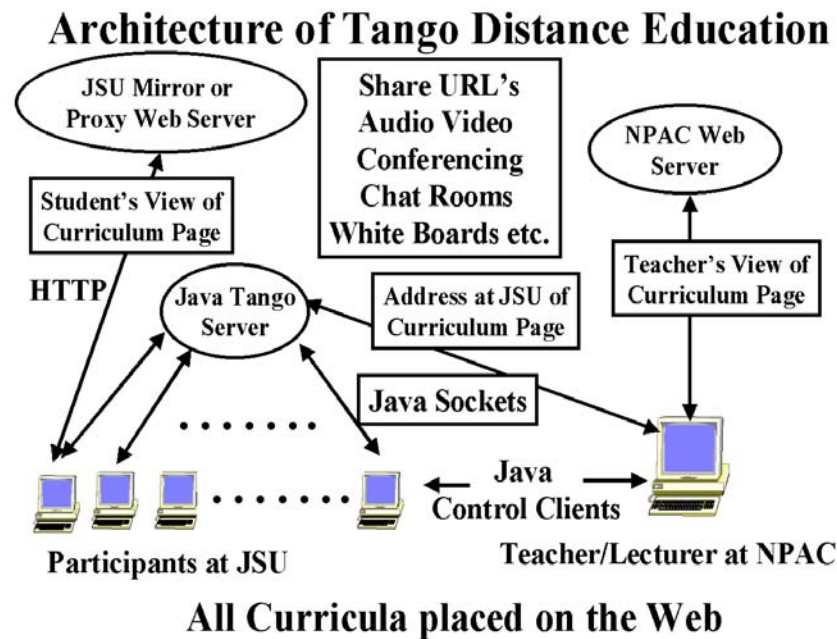 Architecture of Tango Distance Education
JSU Mirror or
Proxy Web Server
Share URL's
Audio Video
Conferencing
Chat Rooms
White Boards etc.
NPAC Web
Server
Student's View of
Curriculum Page
Teacher's View of
Curriculum Page
HTTP
Java Tango
Server
Address at JSU of
Curriculum Page
Java Sockets
Java
Control Clients
Participants at JSU
Teacher/Lecturer at NPAC
All Curricula placed on the Web